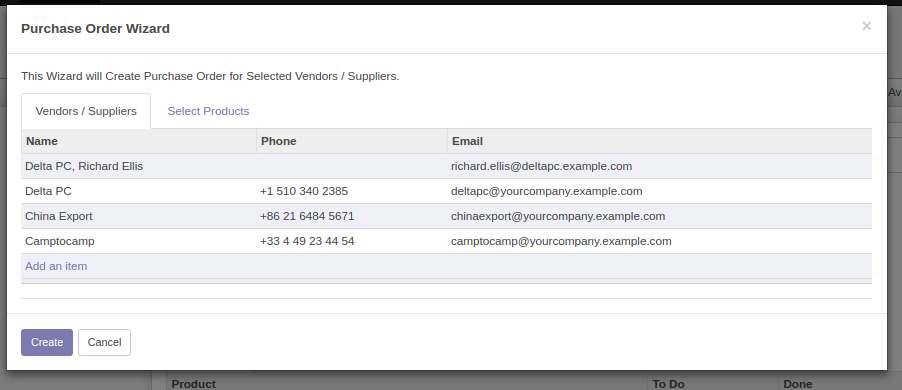 Purchase Order Wizard ×
This Wizard will Create Purchase Order for Selected Vendors / Suppliers.
Vendors / Suppliers Select Products
Name Phone Email
Delta PC, Richard Ellis richard.ellis@deltapc.example.com
Delta PC +1 510 340 2385 deltapc@yourcompany.example.com
China Export +86 21 6484 5671 chinaexport@yourcompany.example.com
Camptocamp +33 4 49 23 44 54 camptocamp@yourcompany.example.com
Add an item
Create Cancel
Av
Product To Do Done